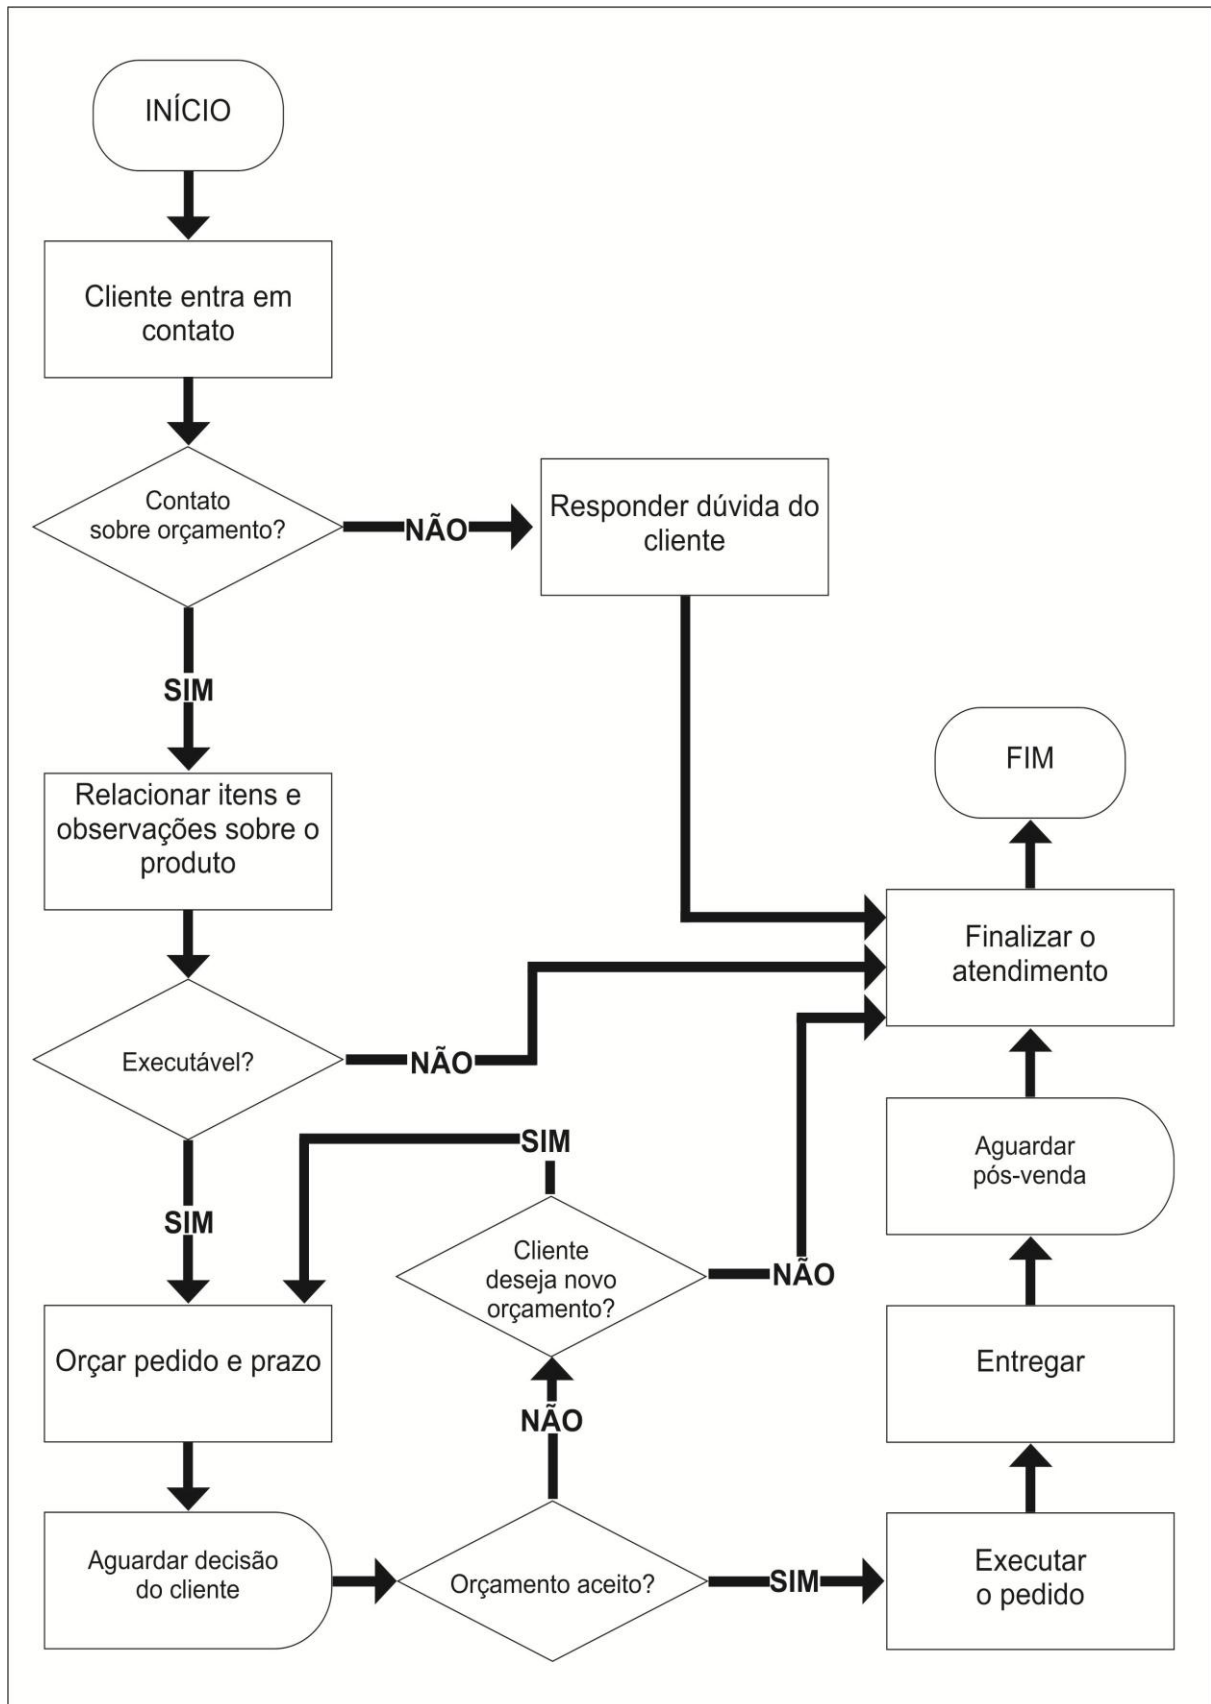 INÍCIO
Cliente entra em
contato
Contato
sobre orçamento?
NÃO
Responder dúvida do
cliente
SIM
Relacionar itens e
observações sobre o
produto
FIM
Finalizar o
atendimento
Executável?
NÃO
SIM
SIM
Aguardar
pós-venda
Cliente
deseja novo
orçamento?
NÃO
Orçar pedido e prazo
Entregar
NÃO
Aguardar decisão
do cliente
Orçamento aceito?
SIM
Executar
o pedido